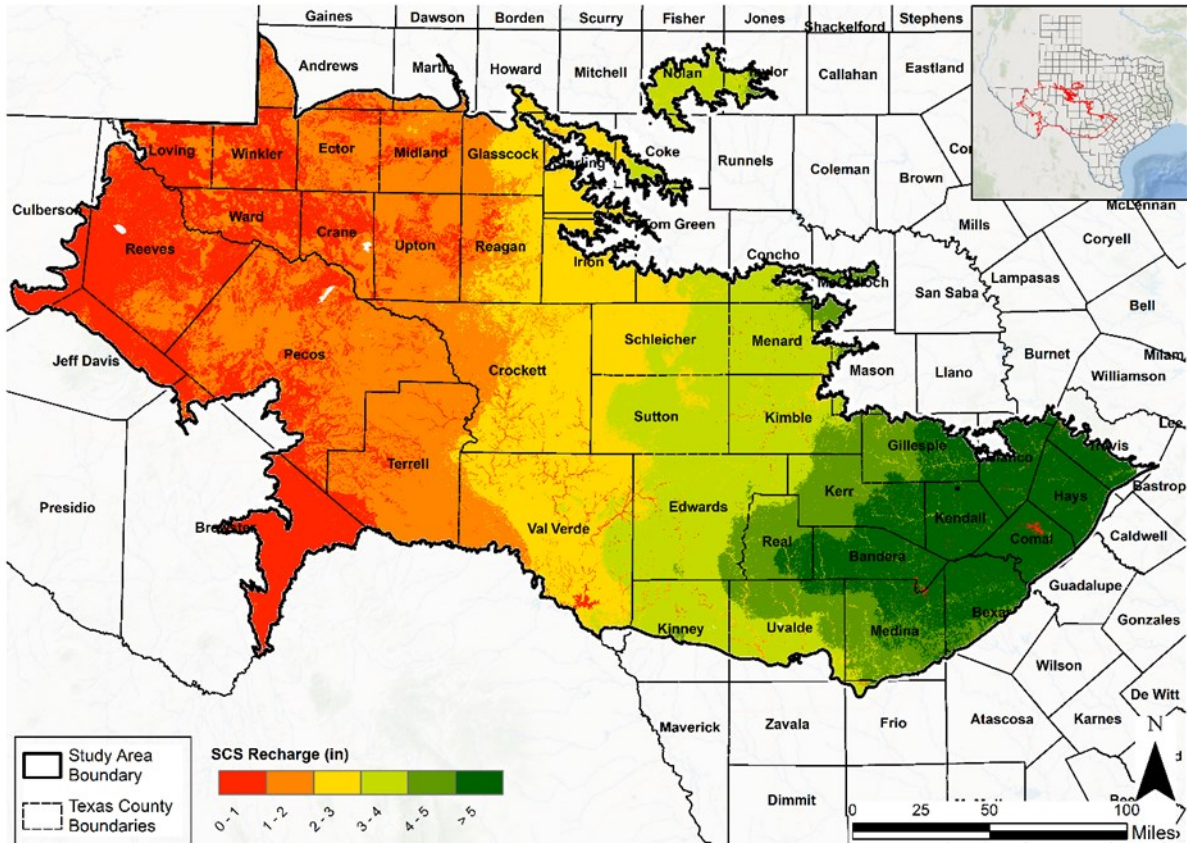 Gaines
Dawson
Borden
Scurry
Fisher
Jones
Shackelford
Stephens
Andrews
Martin
Howard
Mitchell
Nolan
Callahan
Eastland
Loving
Winkler
Ector
Midland
Glasscock
Coke
Runnels
Coleman
Brown
McLennan
Culberson
Ward
Crane
Upton
Reagan
Irion
Tom Green
Concho
McCulloch
Mills
Coryell
Reeves
San Saba
Lampasas
Bell
Jeff Davis
Pecos
Crockett
Schleicher
Menard
Mason
Llano
Burnet
Milam
Williamson
Sutton
Kimble
Terrell
Gillespie
Travis
Lee
Presidio
Brewster
Val Verde
Edwards
Kerr
Kendall
Hays
Bastrop
Real
Bandera
Comal
Caldwell
Guadalupe
Kinney
Uvalde
Medina
Bexar
Gonzales
Wilson
De Witt
Maverick
Zavala
Frio
Atascosa
Karnes
Dimmit
N
Study Area
Boundary
Texas County
Boundaries
SCS Recharge (in)
0 - 1
1 - 2
2 - 3
3 - 4
4 - 5
> 5
0 25 50 100
Miles